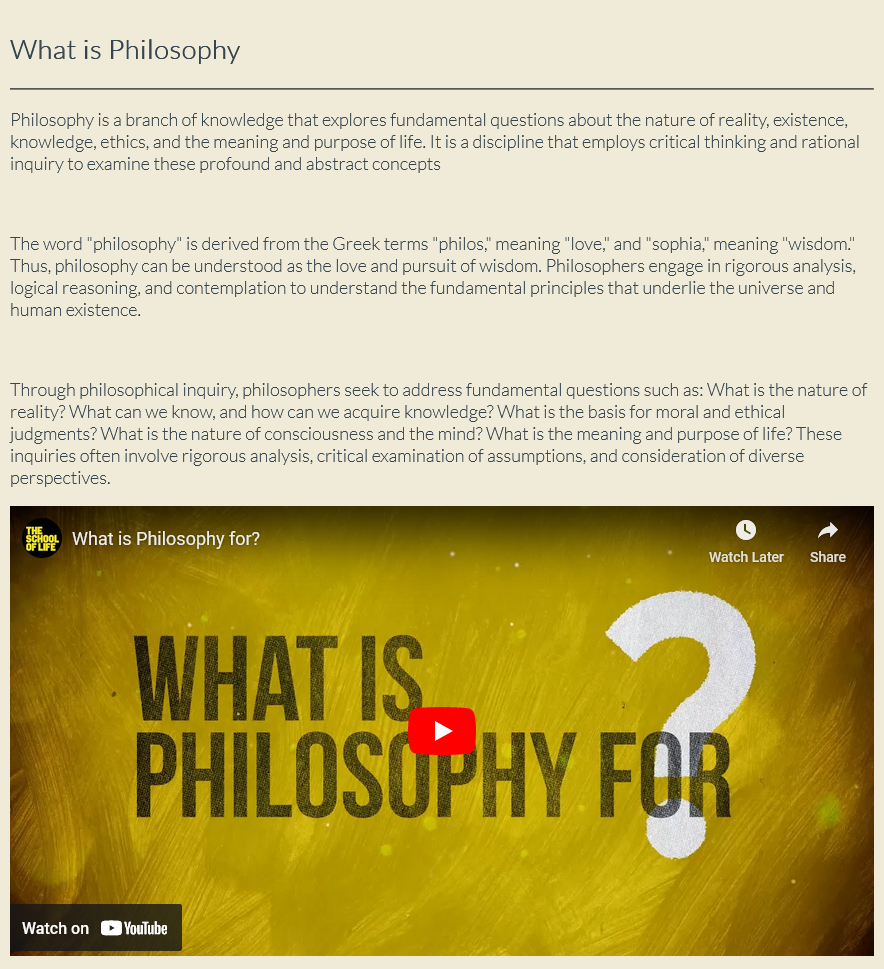 What is Philosophy
Philosophy is a branch of knowledge that explores fundamental questions about the nature of reality, existence,
knowledge, ethics, and the meaning and purpose of life. It is a discipline that employs critical thinking and rational
inquiry to examine these profound and abstract concepts
The word "philosophy" is derived from the Greek terms "philos," meaning "love," and "sophia," meaning "wisdom."
Thus, philosophy can be understood as the love and pursuit of wisdom. Philosophers engage in rigorous analysis,
logical reasoning, and contemplation to understand the fundamental principles that underlie the universe and
human existence.
Through philosophical inquiry, philosophers seek to address fundamental questions such as: What is the nature of
reality? What can we know, and how can we acquire knowledge? What is the basis for moral and ethical
judgments? What is the nature of consciousness and the mind? What is the meaning and purpose of life? These
inquiries often involve rigorous analysis, critical examination of assumptions, and consideration of diverse
perspectives.
THE
SCHOOL
OF LIFE
What is Philosophy for?
Watch Later
Share
WHAT IS
PHILOSOPHY FOR
?
Watch on YouTube